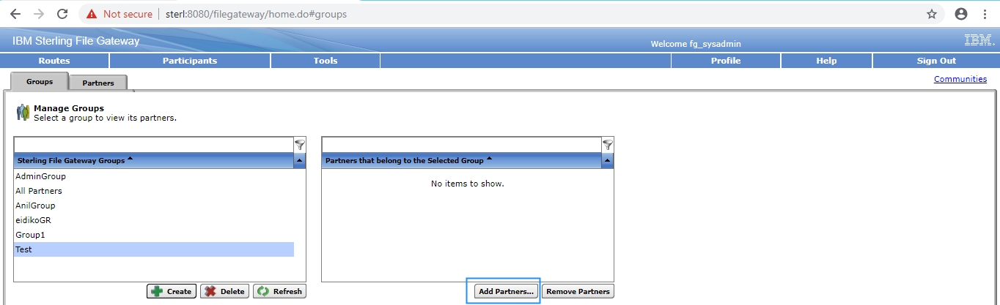 Not secure | sterl:8080/filegateway/home.do#groups
IBM Sterling File Gateway
Welcome fg_sysadmin
IBM
Routes Participants Tools Profile Help Sign Out
Groups Partners Communities
Manage Groups
Select a group to view its partners.
Sterling File Gateway Groups
AdminGroup
All Partners
AnilGroup
eidikoGR
Group1
Test
Create Delete Refresh
Partners that belong to the Selected Group
No items to show.
Add Partners... Remove Partners